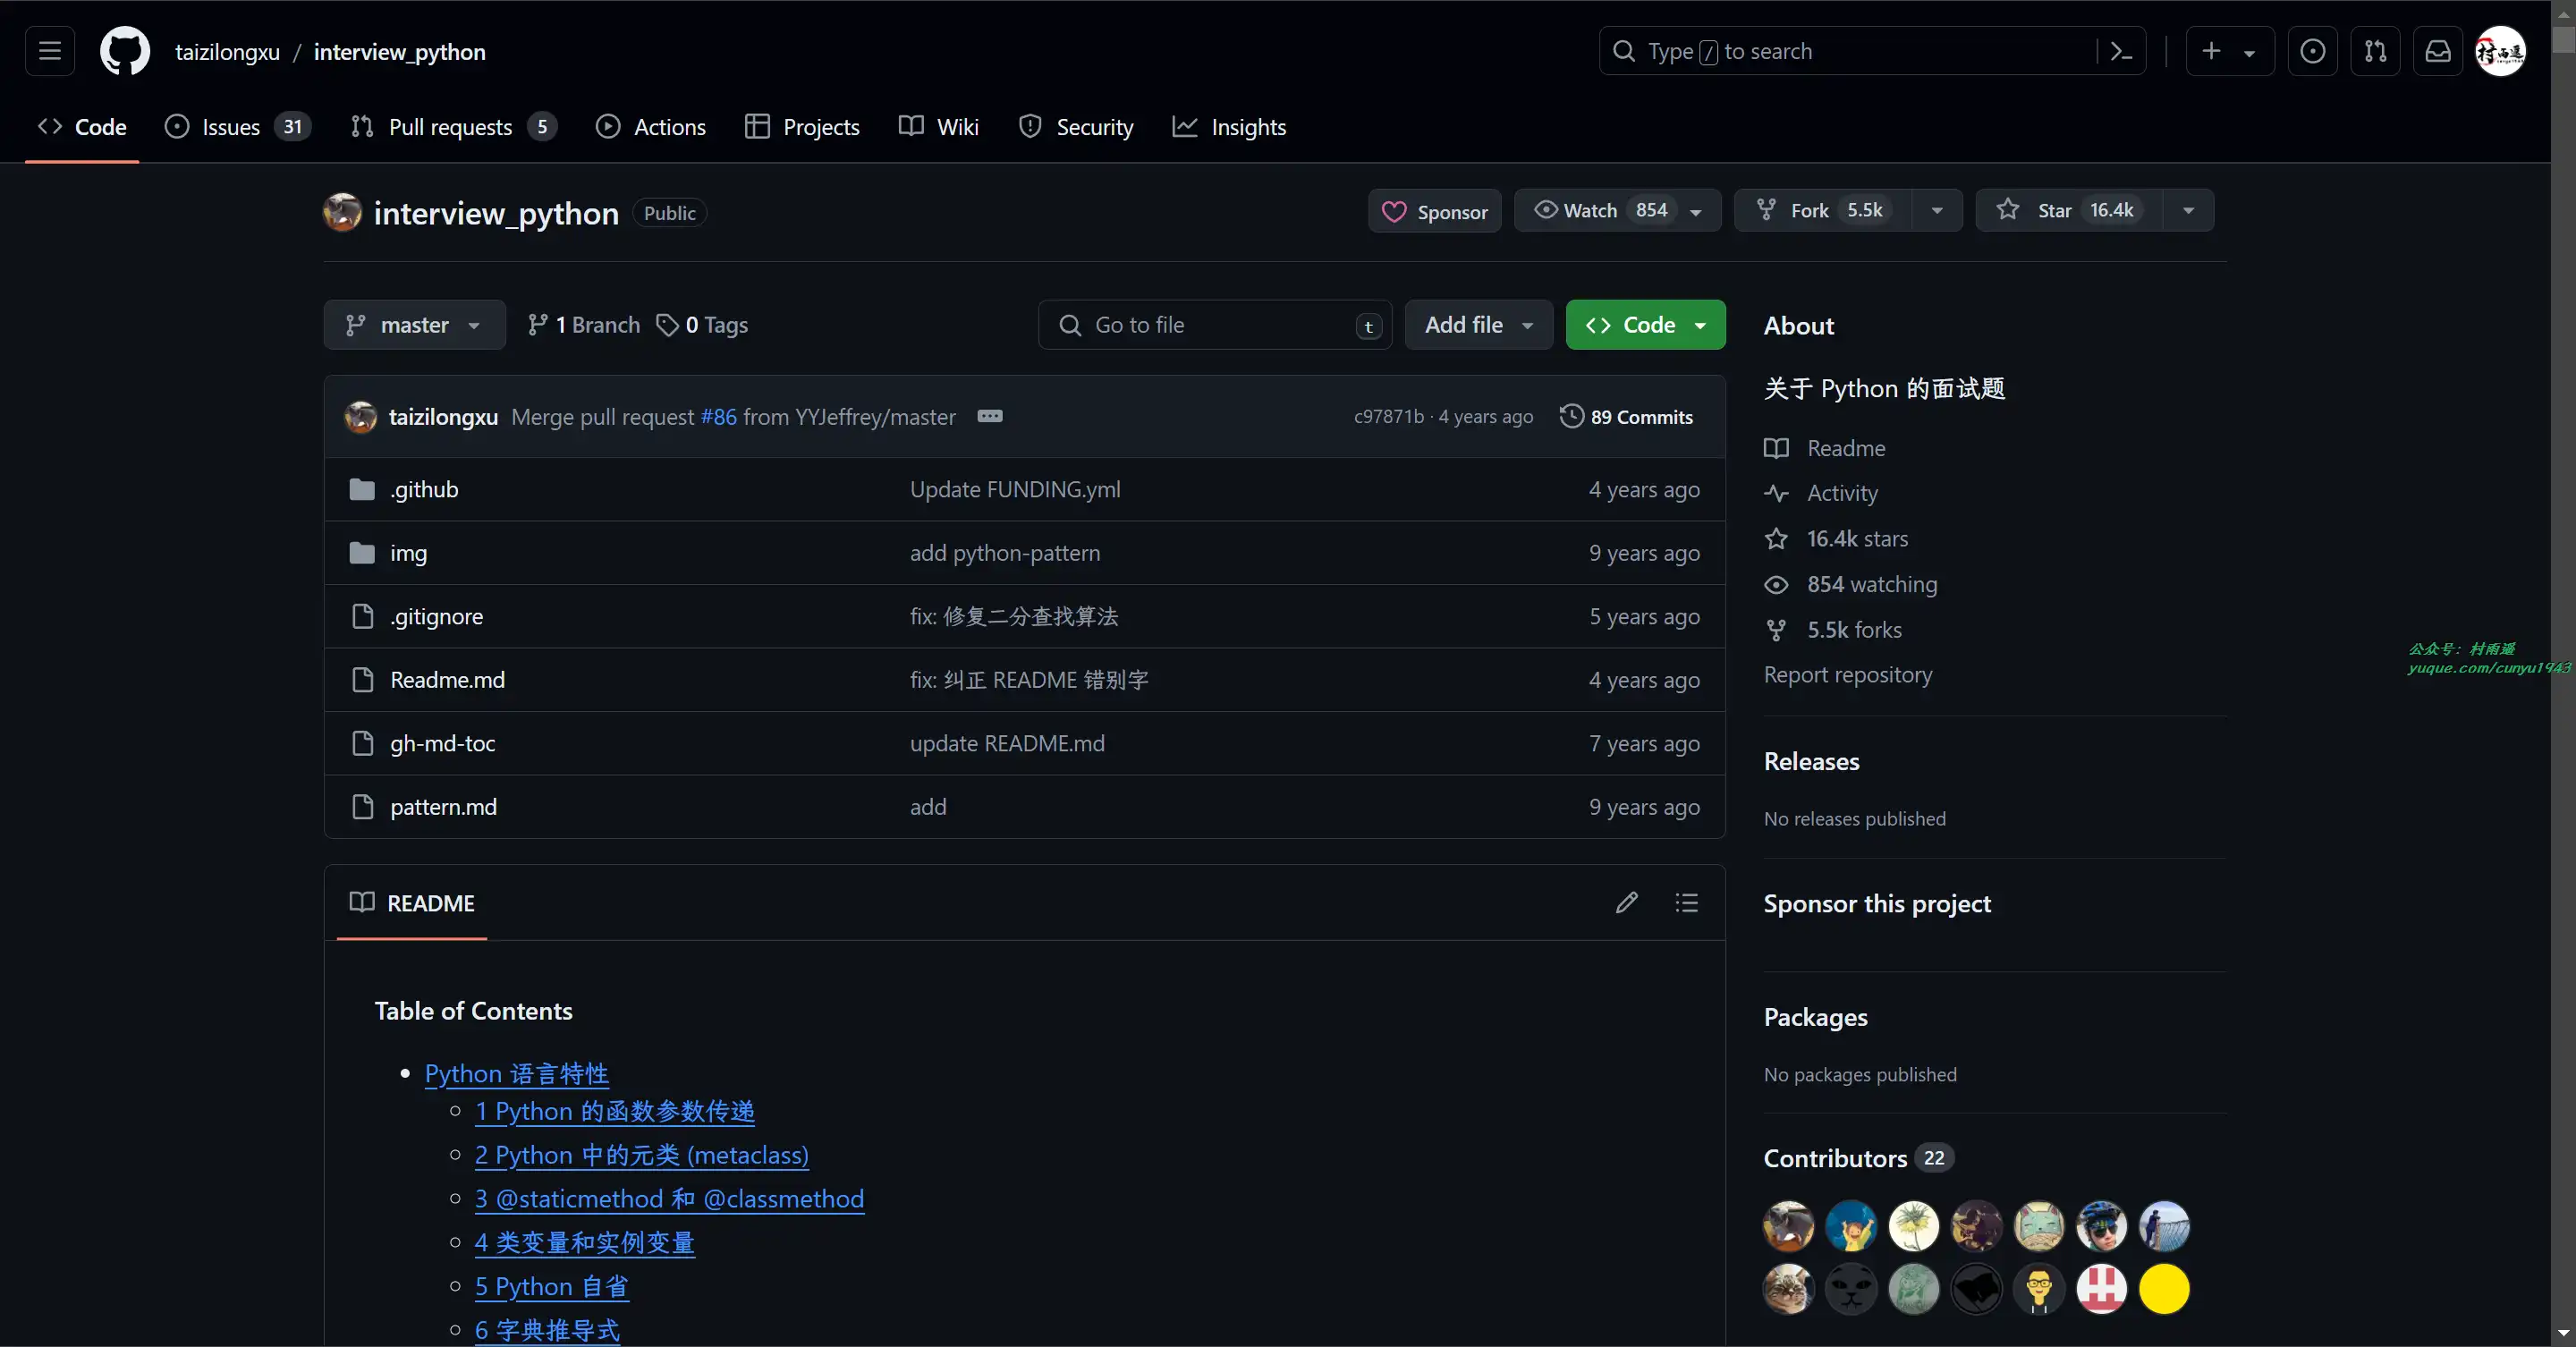 taizilongxu / interview_python
Type / to search
Code
Issues 31
Pull requests 5
Actions
Projects
Wiki
Security
Insights
interview_python Public
Sponsor
Watch 854
Fork 5.5k
Star 16.4k
master
1 Branch
0 Tags
Go to file t
Add file
Code
taizilongxu Merge pull request #86 from YYJeffrey/master
c97871b · 4 years ago
89 Commits
.github Update FUNDING.yml 4 years ago
img add python-pattern 9 years ago
.gitignore fix: 修复二分查找算法 5 years ago
Readme.md fix: 纠正 README 错别字 4 years ago
gh-md-toc update README.md 7 years ago
pattern.md add 9 years ago
README
Table of Contents
Python 语言特性
1 Python 的函数参数传递
2 Python 中的元类 (metaclass)
3 @staticmethod 和 @classmethod
4 类变量和实例变量
5 Python 自省
6 字典推导式
About
关于 Python 的面试题
Readme
Activity
16.4k stars
854 watching
5.5k forks
Report repository
Releases
No releases published
Sponsor this project
Packages
No packages published
Contributors 22
公众号：村雨遥
yuque.com/cunyu1943